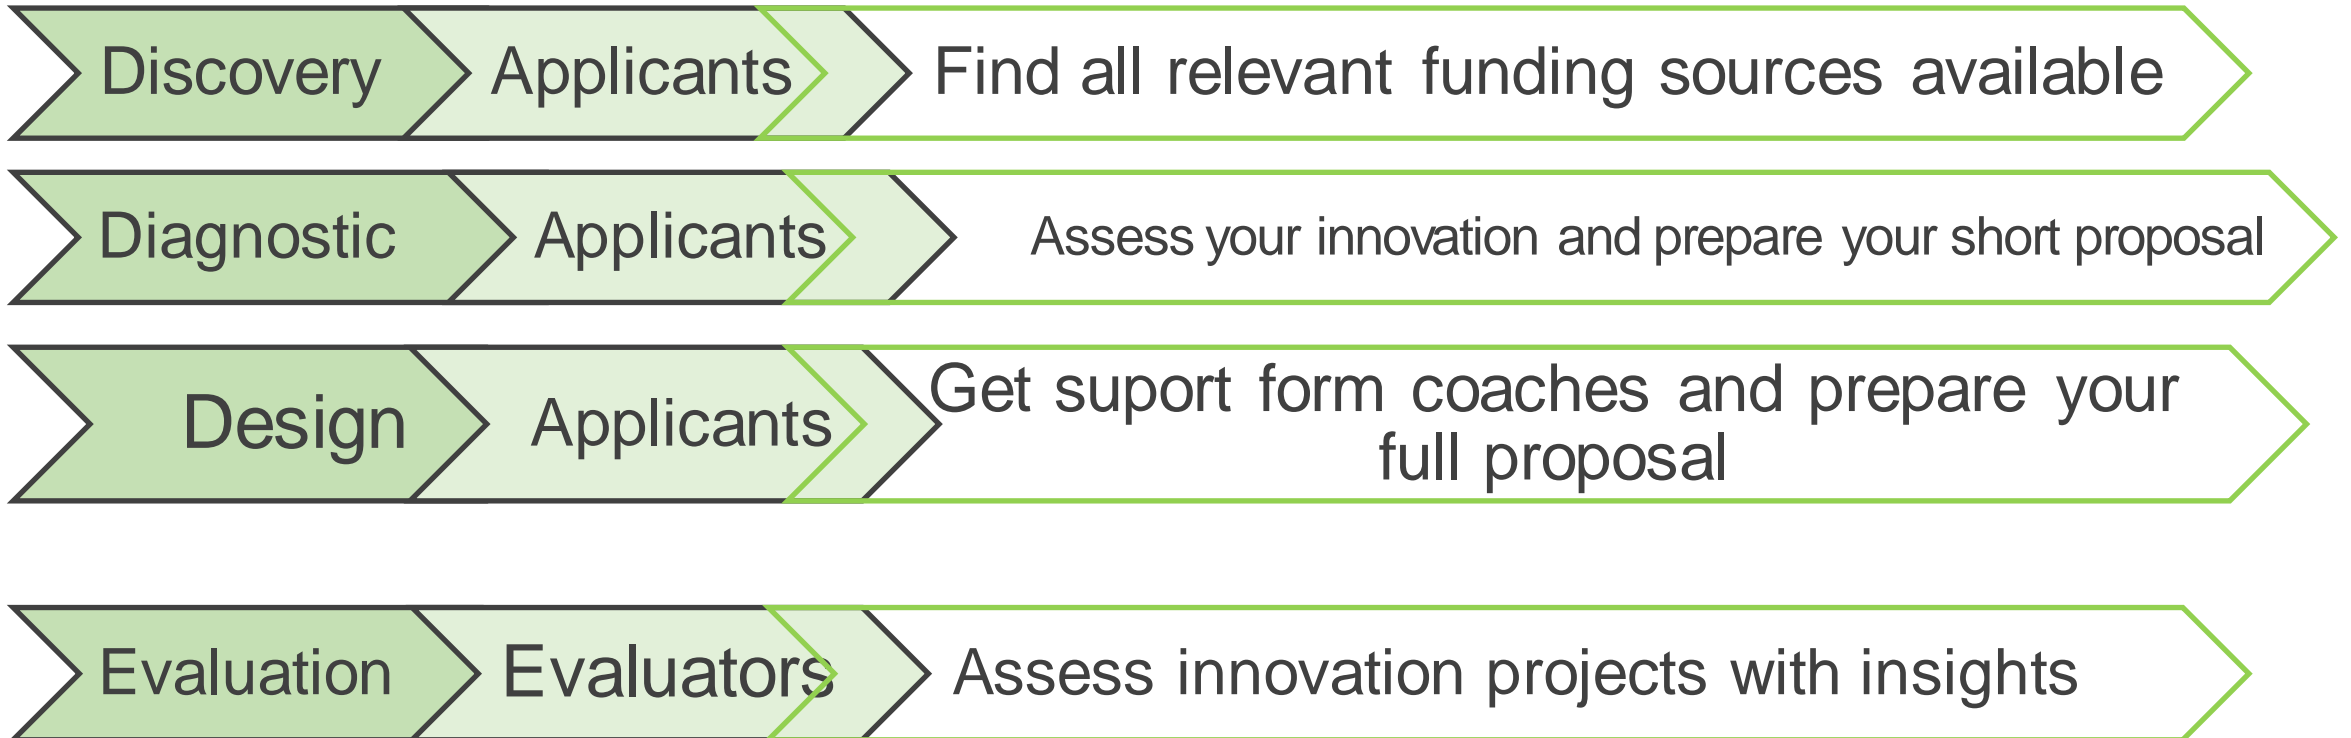 Discovery Applicants Find all relevant funding sources available
Diagnostic Applicants Assess your innovation and prepare your short proposal
Design Applicants Get suport form coaches and prepare your
full proposal
Evaluation Evaluators Assess innovation projects with insights